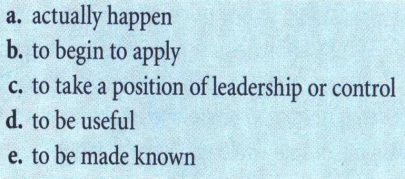 a. actually happen
b. to begin to apply
c. to take a position of leadership or control
d. to be useful
e. to be made known